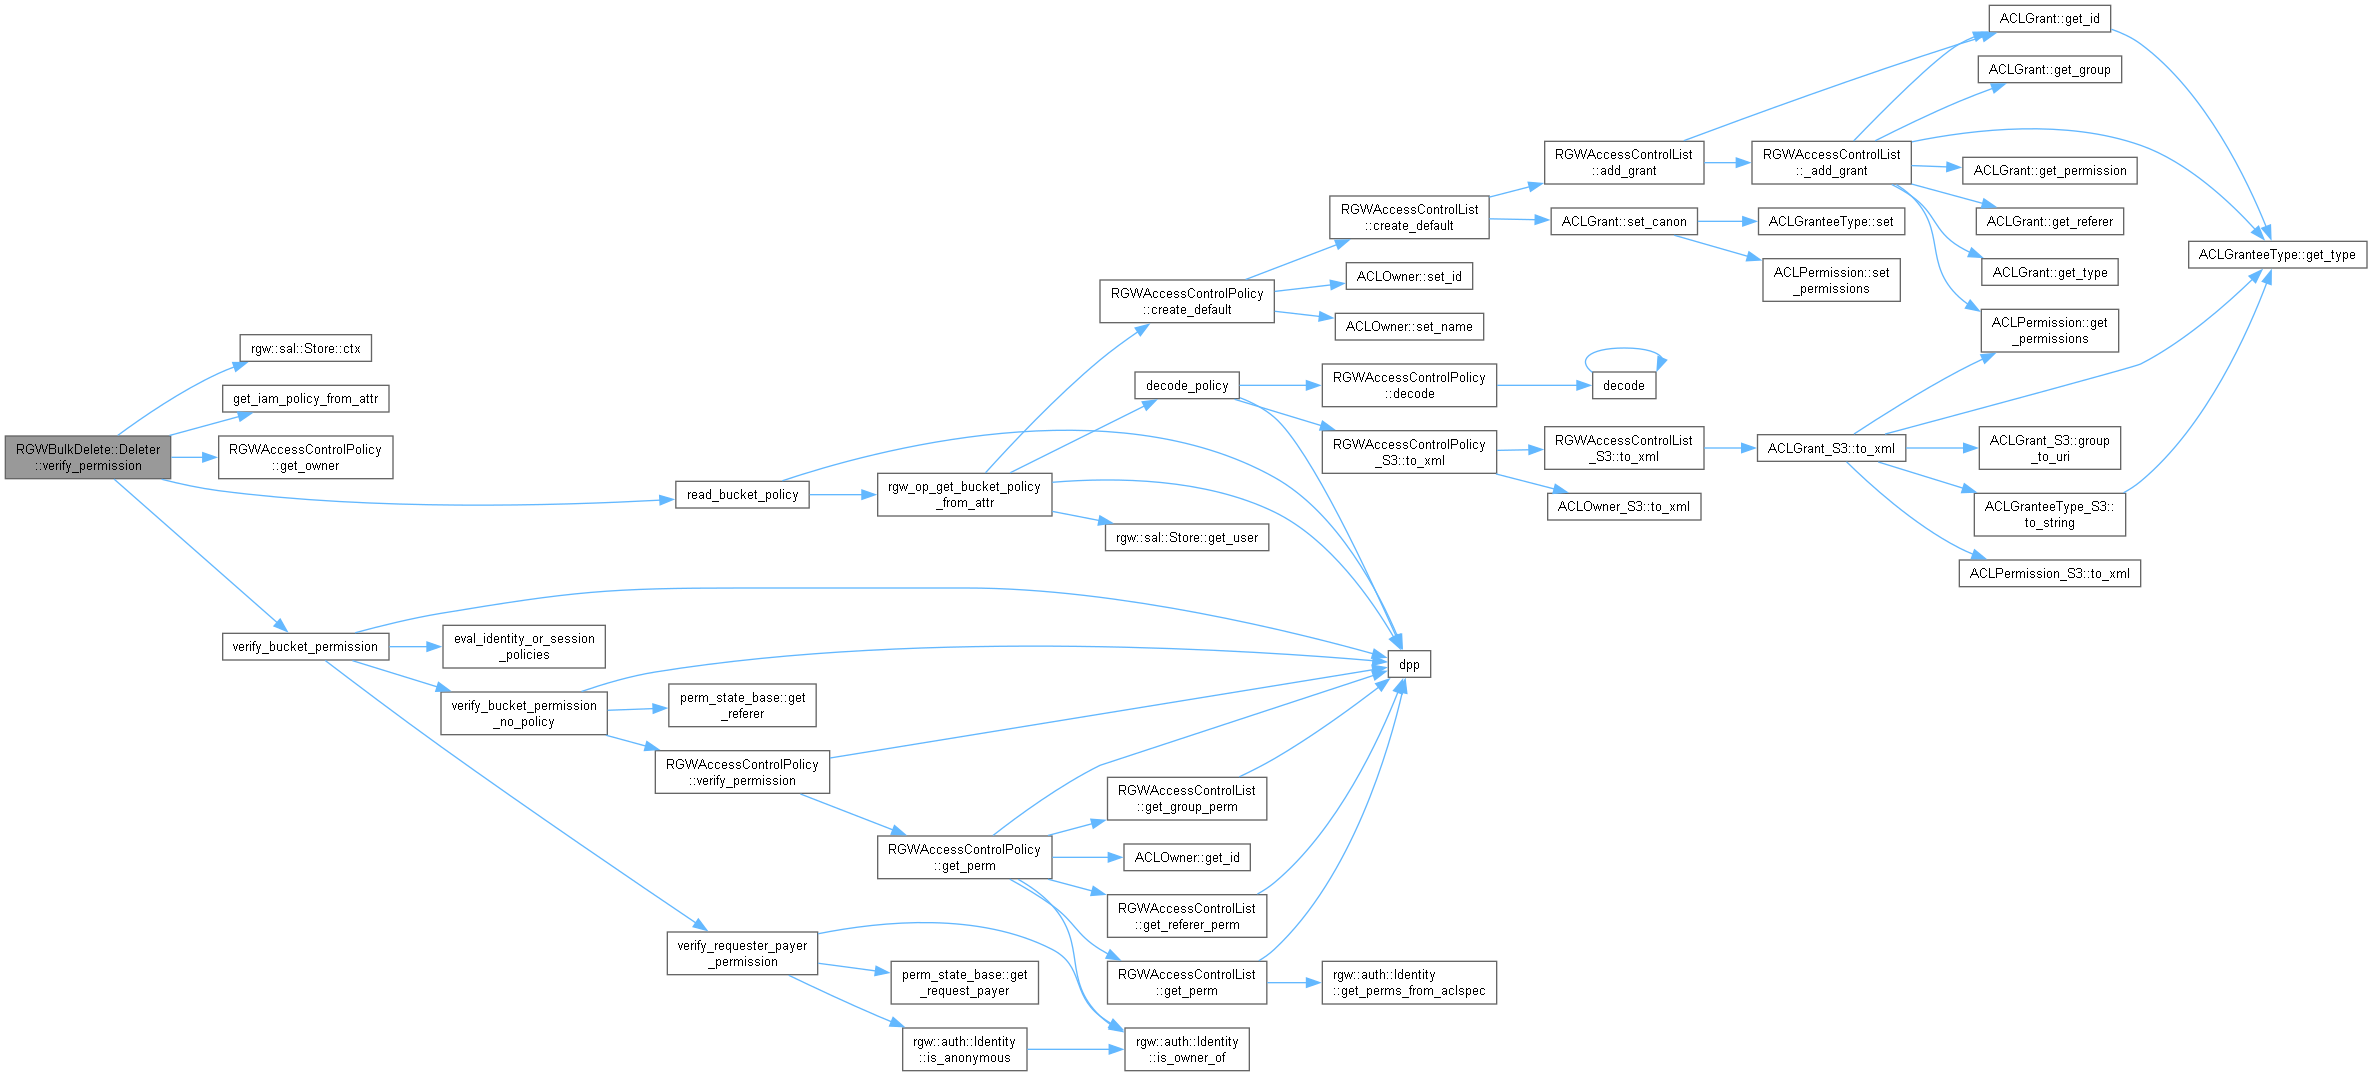 RGWBulkDelete::Deleter
::verify_permission
rgw::sal::Store::ctx
get_iam_policy_from_attr
RGWAccessControlPolicy
::get_owner
read_bucket_policy
verify_bucket_permission
eval_identity_or_session
_policies
verify_bucket_permission
_no_policy
perm_state_base::get
_referer
RGWAccessControlPolicy
::verify_permission
verify_requester_payer
_permission
rgw_op_get_bucket_policy
_from_attr
RGWAccessControlPolicy
::get_perm
perm_state_base::get
_request_payer
rgw::auth::Identity
::is_anonymous
RGWAccessControlPolicy
::create_default
decode_policy
rgw::sal::Store::get_user
RGWAccessControlList
::get_group_perm
ACLOwner::get_id
RGWAccessControlList
::get_referer_perm
RGWAccessControlList
::get_perm
rgw::auth::Identity
::is_owner_of
RGWAccessControlList
::create_default
ACLOwner::set_id
ACLOwner::set_name
RGWAccessControlPolicy
::decode
RGWAccessControlPolicy
_S3::to_xml
dpp
rgw::auth::Identity
::get_perms_from_aclspec
RGWAccessControlList
::add_grant
ACLGrant::set_canon
decode
RGWAccessControlList
_S3::to_xml
ACLOwner_S3::to_xml
RGWAccessControlList
::_add_grant
ACLGranteeType::set
ACLPermission::set
_permissions
ACLGrant_S3::to_xml
ACLGrant::get_id
ACLGrant::get_group
ACLGrant::get_permission
ACLGrant::get_referer
ACLGrant::get_type
ACLPermission::get
_permissions
ACLGrant_S3::group
_to_uri
ACLGranteeType_S3::
to_string
ACLPermission_S3::to_xml
ACLGranteeType::get_type